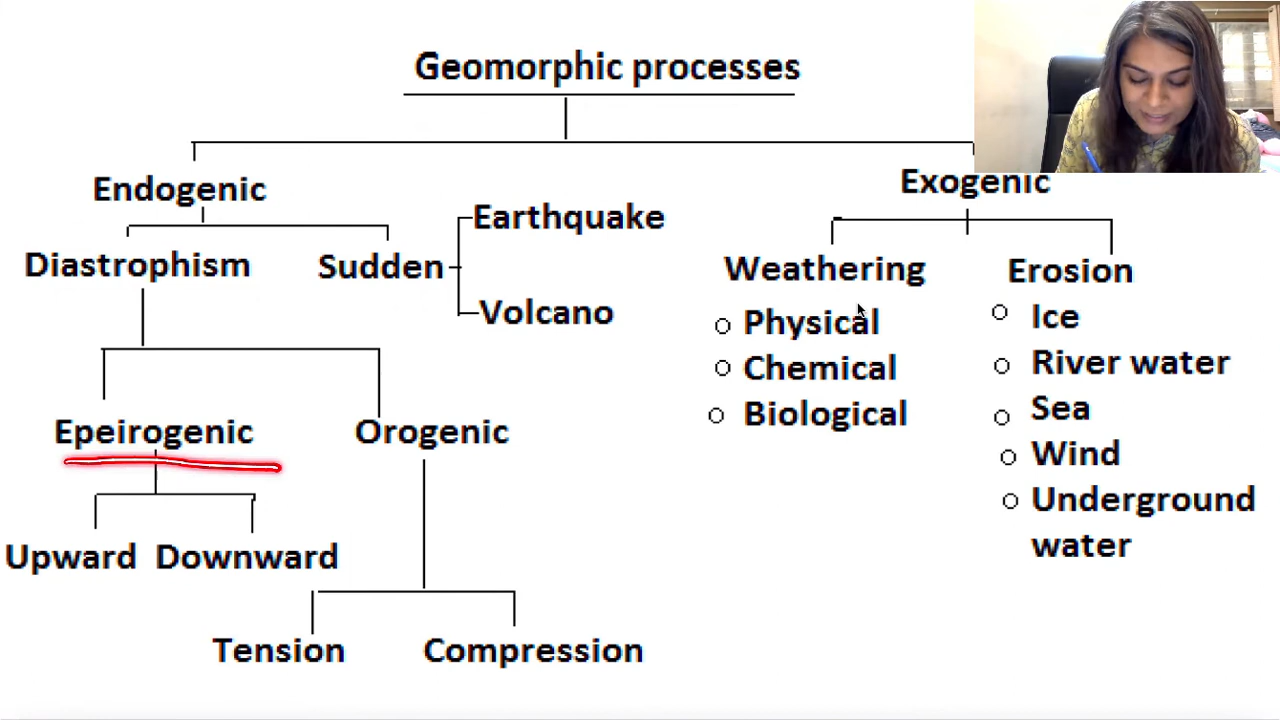 Geomorphic processes
Endogenic
Exogenic
Diastrophism
Sudden
Earthquake
Volcano
Weathering
Physical
Chemical
Biological
Erosion
Ice
River water
Sea
Wind
Underground
water
Epeirogenic
Orogenic
Upward
Downward
Tension
Compression